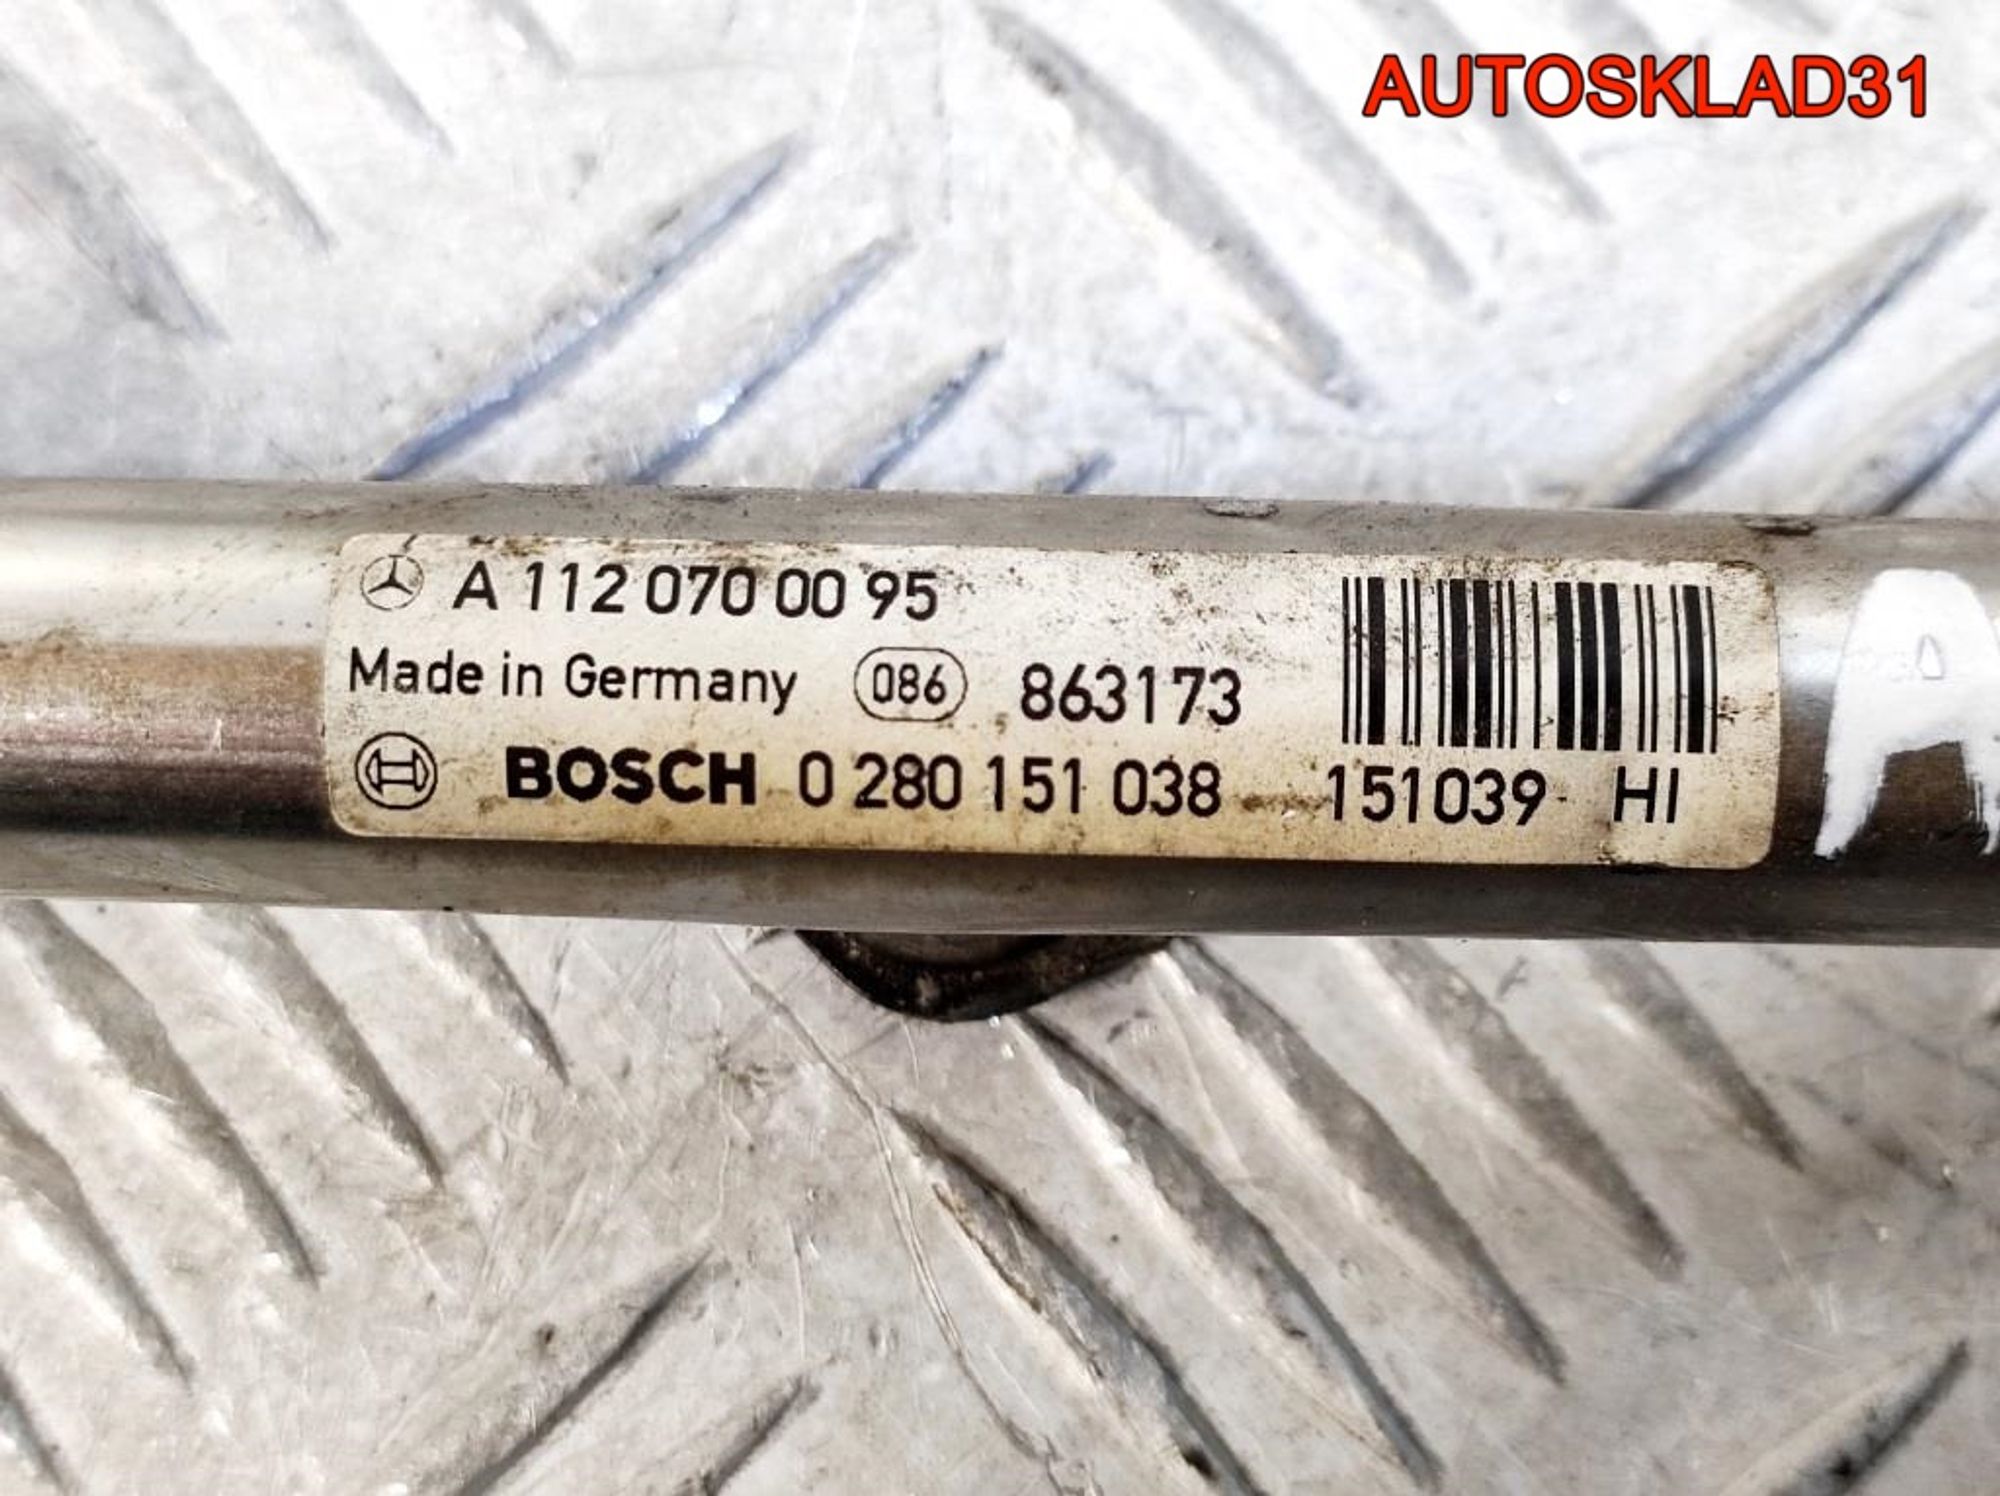 AUTOSKLAD31
A 112 070 00 95
Made in Germany 086 863173
BOSCH 0 280 151 038 151039 HI
A